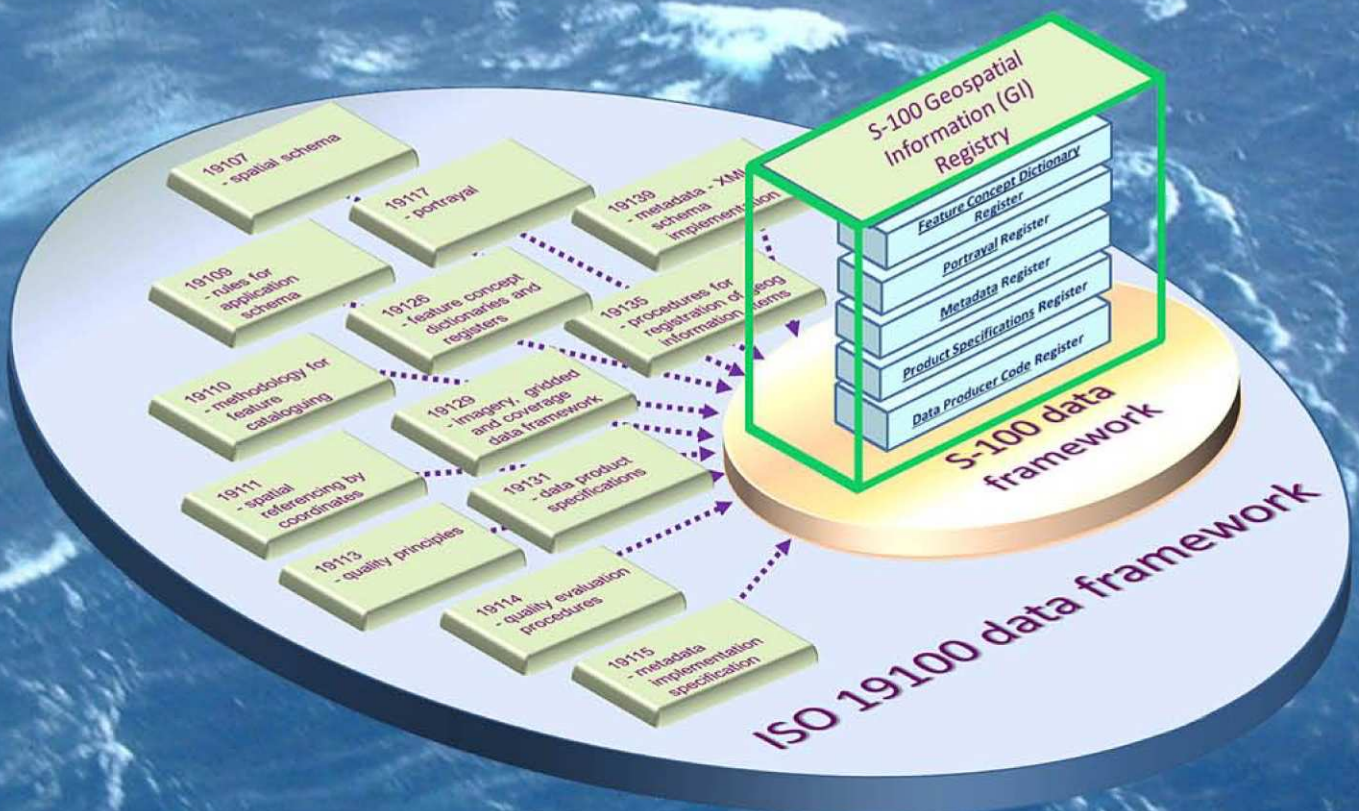 19107
- spatial schema
19117
- portrayal
19139
- metadata - XML
schema
implementation
19109
- rules for
application
schema
19126
- feature concept
dictionaries and
registers
19135
- procedures for
registration of geog
information items
19110
- methodology for
feature
cataloguing
19129
- imagery, gridded
and coverage
data framework
19111
- spatial
referencing by
coordinates
19131
- data product
specifications
19113
- quality principles
19114
- quality evaluation
procedures
19115
- metadata
implementation
specification
S-100 Geospatial
Information (GI)
Registry
Feature Concept Dictionary
Register
Portrayal Register
Metadata Register
Product Specifications Register
Data Producer Code Register
S-100 data
framework
ISO 19100 data framework